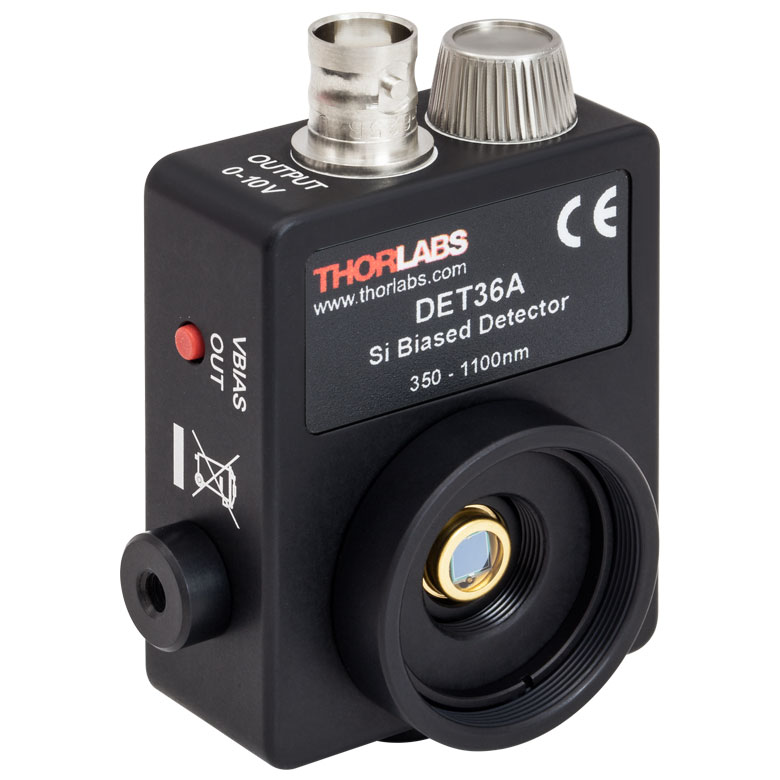 OUTPUT
0-10V
CE
THORLABS
www.thorlabs.com
DET36A
Si Biased Detector
350 - 1100nm
VBIAS
OUT